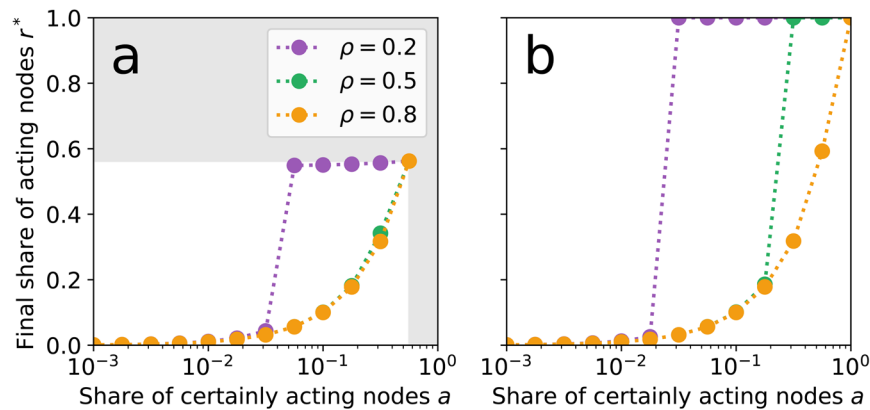 a
b
ρ = 0.2
ρ = 0.5
ρ = 0.8
Final share of acting nodes r*
1.0
0.8
0.6
0.4
0.2
0.0
10⁻³
10⁻²
10⁻¹
10⁰
10⁻³
10⁻²
10⁻¹
10⁰
Share of certainly acting nodes a
Share of certainly acting nodes a